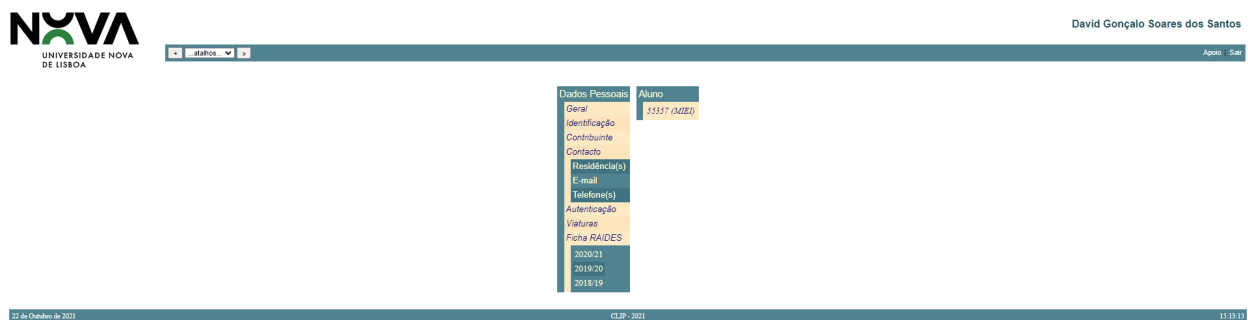 NOVA
UNIVERSIDADE NOVA
DE LISBOA
David Gonçalo Soares dos Santos
+ ...atalhos... »
Apoio | Sair
Dados Pessoais
Geral
Identificação
Contribuinte
Contacto
Residência(s)
E-mail
Telefone(s)
Autenticação
Viaturas
Ficha RAIDES
2020/21
2019/20
2018/19
Aluno
55357 (MIEI)
22 de Outubro de 2021
CLIP - 2021
15:13:13